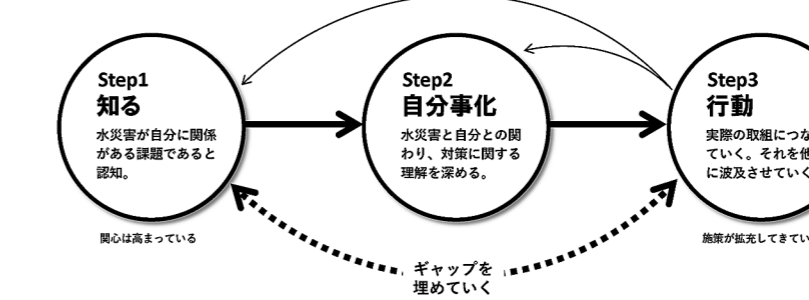 Step1
知る
水災害が自分に関係
がある課題であると
認知。
関心は高まっている
Step2
自分事化
水災害と自分との関
わり、対策に関する
理解を深める。
Step3
行動
実際の取組につな
ていく。それを他
に波及させていく
施策が拡充してきてい
ギャップを
埋めていく